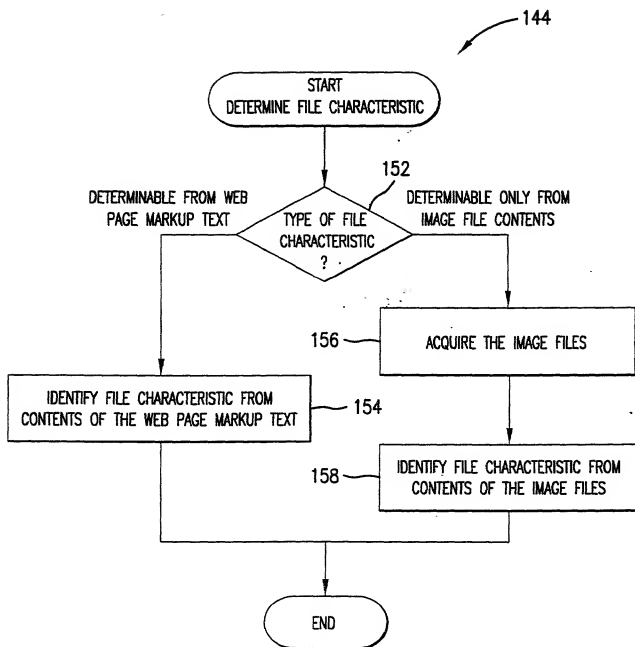 144
START
DETERMINE FILE CHARACTERISTIC
152
DETERMINABLE FROM WEB
PAGE MARKUP TEXT
TYPE OF FILE
CHARACTERISTIC
?
DETERMINABLE ONLY FROM
IMAGE FILE CONTENTS
156
ACQUIRE THE IMAGE FILES
IDENTIFY FILE CHARACTERISTIC FROM
CONTENTS OF THE WEB PAGE MARKUP TEXT
154
158
IDENTIFY FILE CHARACTERISTIC FROM
CONTENTS OF THE IMAGE FILES
END